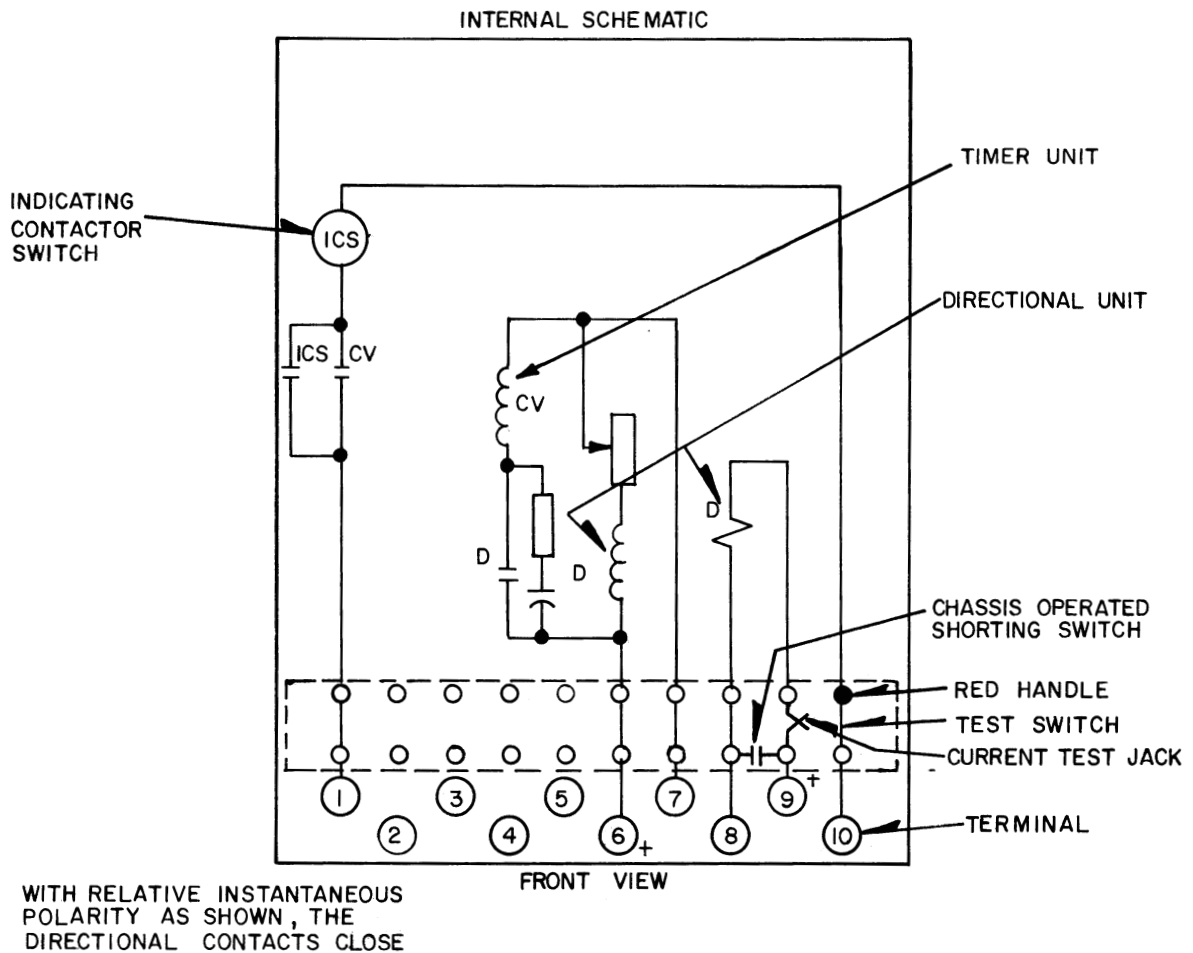 INTERNAL SCHEMATIC
TIMER UNIT
INDICATING
CONTACTOR
SWITCH
ICS
DIRECTIONAL UNIT
ICS CV
CV
D
D
D
CHASSIS OPERATED
SHORTING SWITCH
RED HANDLE
TEST SWITCH
CURRENT TEST JACK
1 3 5 7 9 +
2 4 6 + 8 10
TERMINAL
FRONT VIEW
WITH RELATIVE INSTANTANEOUS
POLARITY AS SHOWN, THE
DIRECTIONAL CONTACTS CLOSE